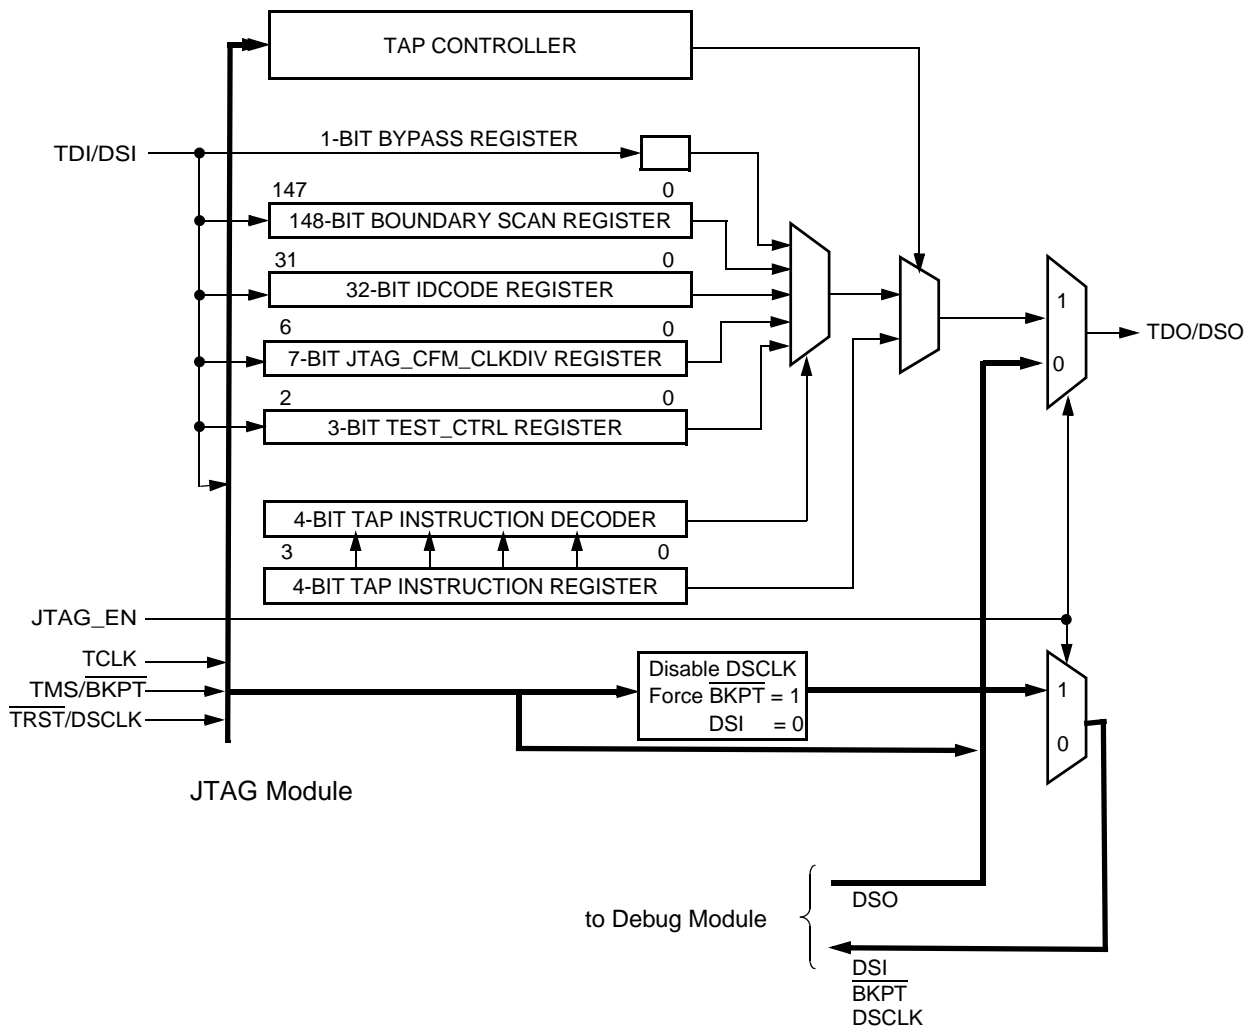 TAP CONTROLLER
1-BIT BYPASS REGISTER
TDI/DSI
147 0
148-BIT BOUNDARY SCAN REGISTER
31 0
32-BIT IDCODE REGISTER
6 0
7-BIT JTAG_CFM_CLKDIV REGISTER
2 0
3-BIT TEST_CTRL REGISTER
1
0
TDO/DSO
4-BIT TAP INSTRUCTION DECODER
3 0
4-BIT TAP INSTRUCTION REGISTER
JTAG_EN
TCLK
TMS/BKPT
TRST/DSCLK
Disable DSCLK
Force BKPT = 1
DSI = 0
1
0
JTAG Module
to Debug Module
DSO
DSI
BKPT
DSCLK